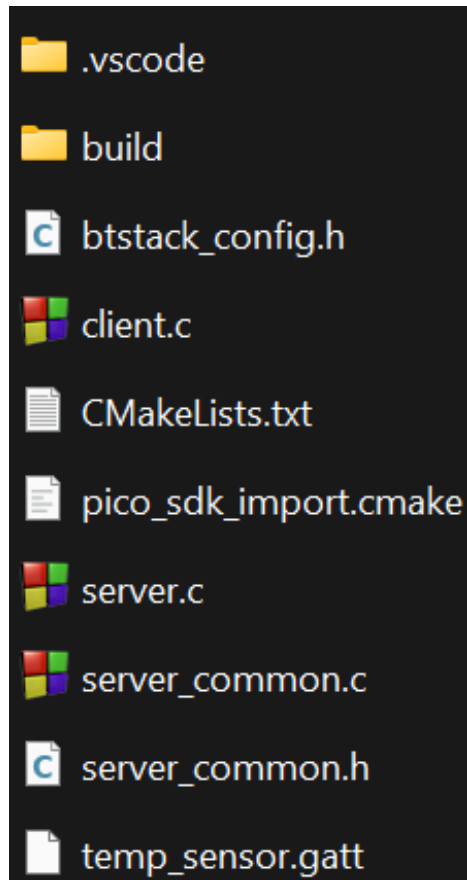 .vscode
build
btstack_config.h
client.c
CMakeLists.txt
pico_sdk_import.cmake
server.c
server_common.c
server_common.h
temp_sensor.gatt